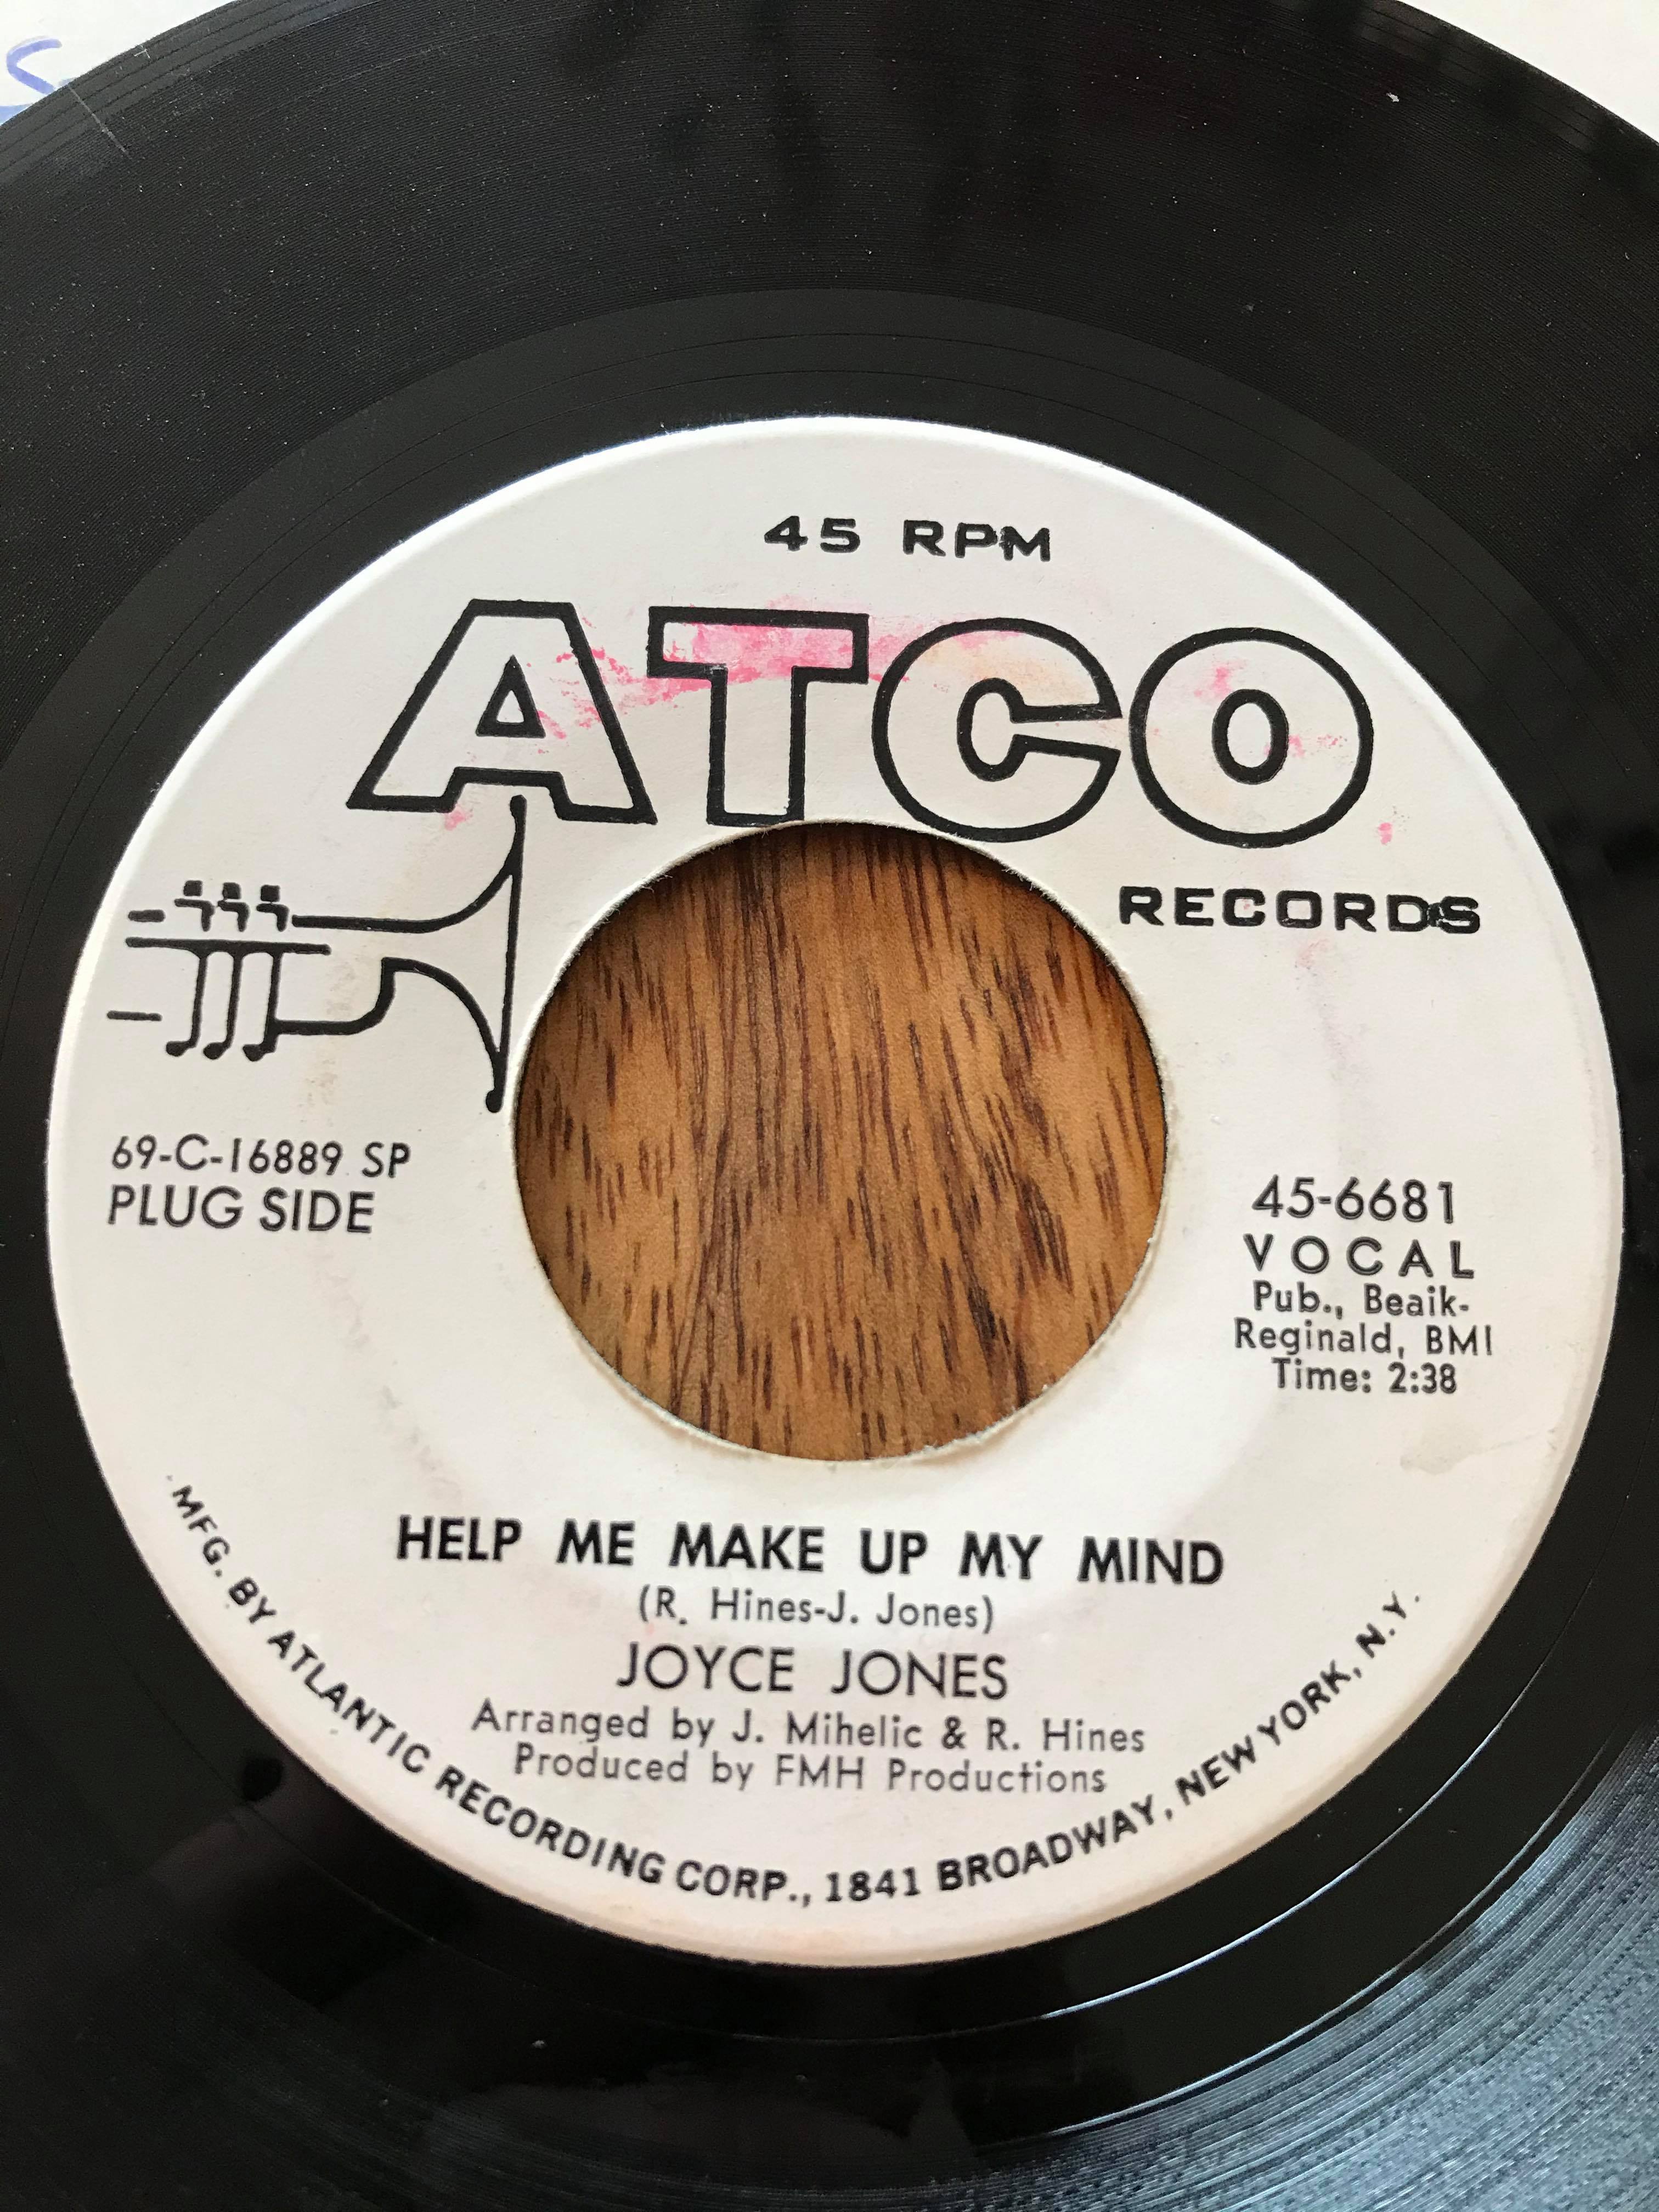 45 RPM
ATCO
RECORDS
69-C-16889 SP
PLUG SIDE
45-6681
VOCAL
Pub., Beaik-
Reginald, BMI
Time: 2:38
HELP ME MAKE UP MY MIND
(R. Hines-J. Jones)
JOYCE JONES
Arranged by J. Mihelic & R. Hines
Produced by FMH Productions
MFG. BY ATLANTIC RECORDING CORP., 1841 BROADWAY, NEW YORK, N.Y.